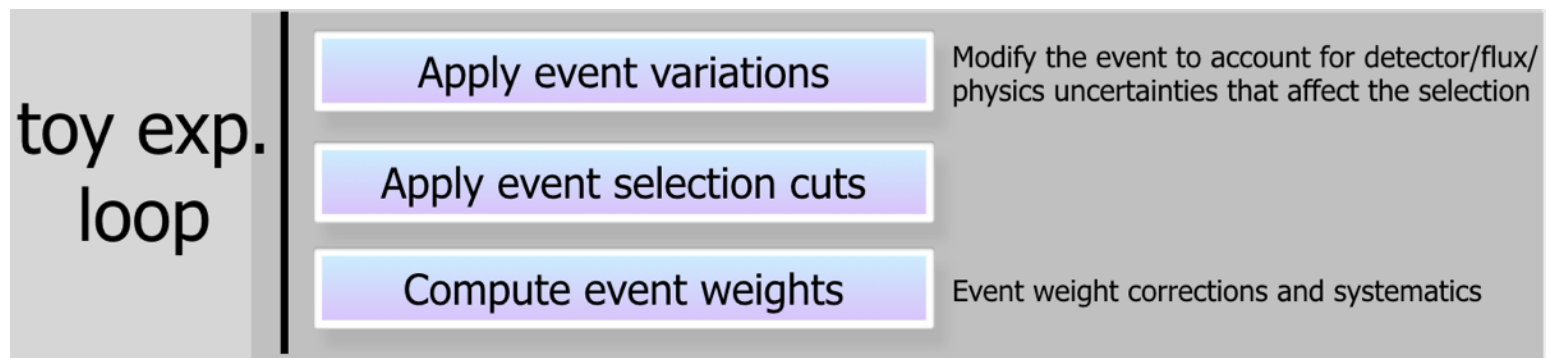 toy exp.
loop
Apply event variations
Modify the event to account for detector/flux/
physics uncertainties that affect the selection
Apply event selection cuts
Compute event weights
Event weight corrections and systematics